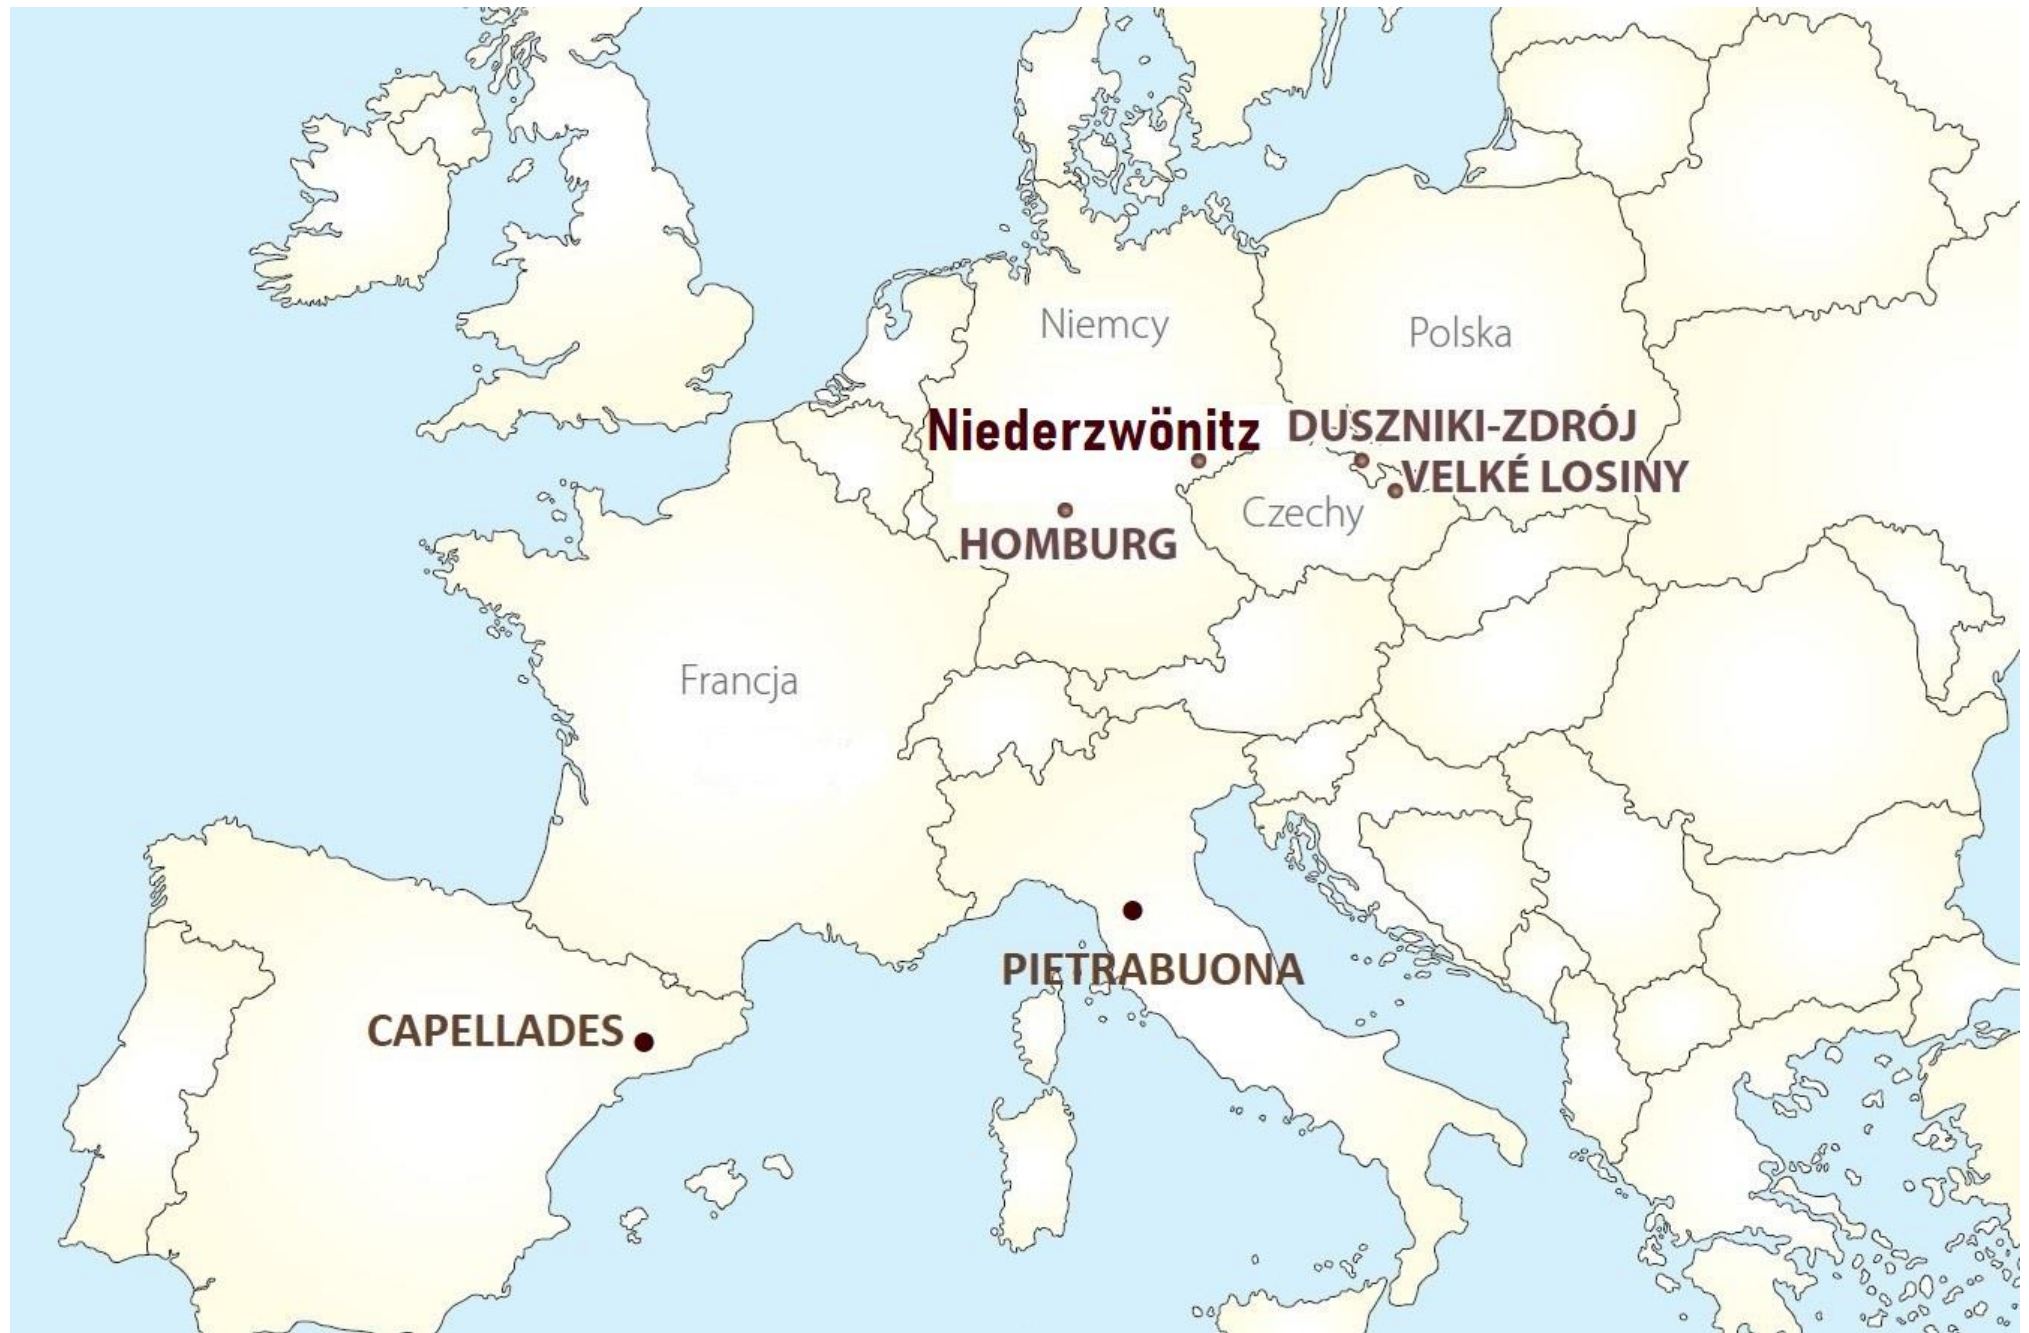 Niemcy
Polska
Niederzwönitz
DUSZNIKI-ZDRÓJ
VELKÉ LOSINY
Czechy
HOMBURG
Francja
PIETRABUONA
CAPELLADES